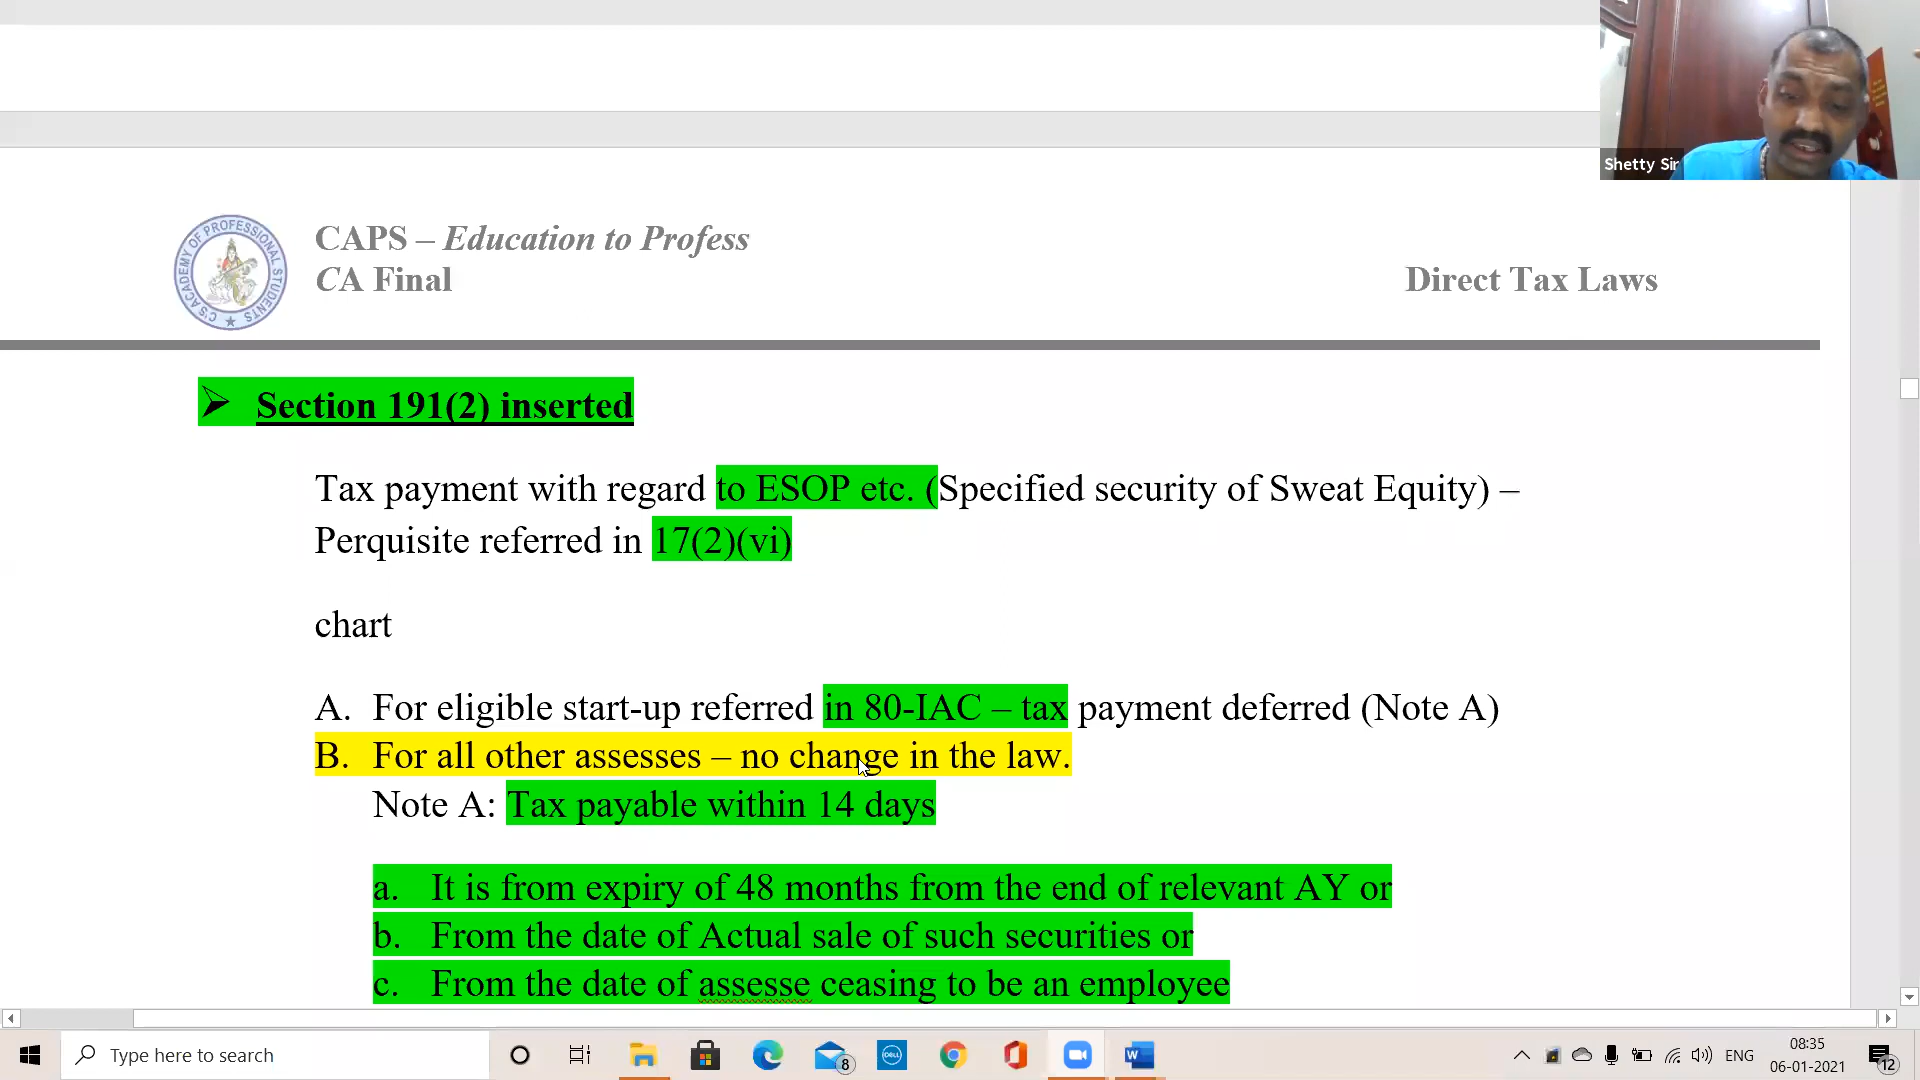 Shetty Sir
C'S ACADEMY OF PROFESSIONAL STUDENTS
CAPS – Education to Profess
CA Final
Direct Tax Laws
➢ Section 191(2) inserted
Tax payment with regard to ESOP etc. (Specified security of Sweat Equity) –
Perquisite referred in 17(2)(vi)
chart
A. For eligible start-up referred in 80-IAC – tax payment deferred (Note A)
B. For all other assesses – no change in the law.
Note A: Tax payable within 14 days
a. It is from expiry of 48 months from the end of relevant AY or
b. From the date of Actual sale of such securities or
c. From the date of assesse ceasing to be an employee
Type here to search
8
DELL
W
ENG
08:35
06-01-2021
12